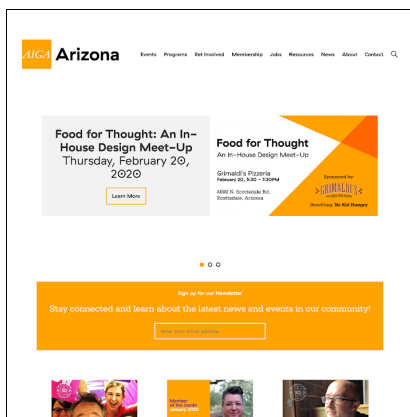 AIGA Arizona
Events Programs Get Involved Membership Jobs Resources News About Contact
Food for Thought: An In-
House Design Meet-Up
Thursday, February 20,
2020
Learn More
Food for Thought
An In-House Design Meet-Up
Grimaldi's Pizzeria
February 20, 5:30 - 7:30PM
4000 N. Scottsdale Rd.
Scottsdale, Arizona
Sponsored by:
GRIMALDI'S
Benefiting: No Kid Hungry
Sign up for our Newsletter
Stay connected and learn about the latest news and events in our community!
enter your email address
Member
of the month
January 2020